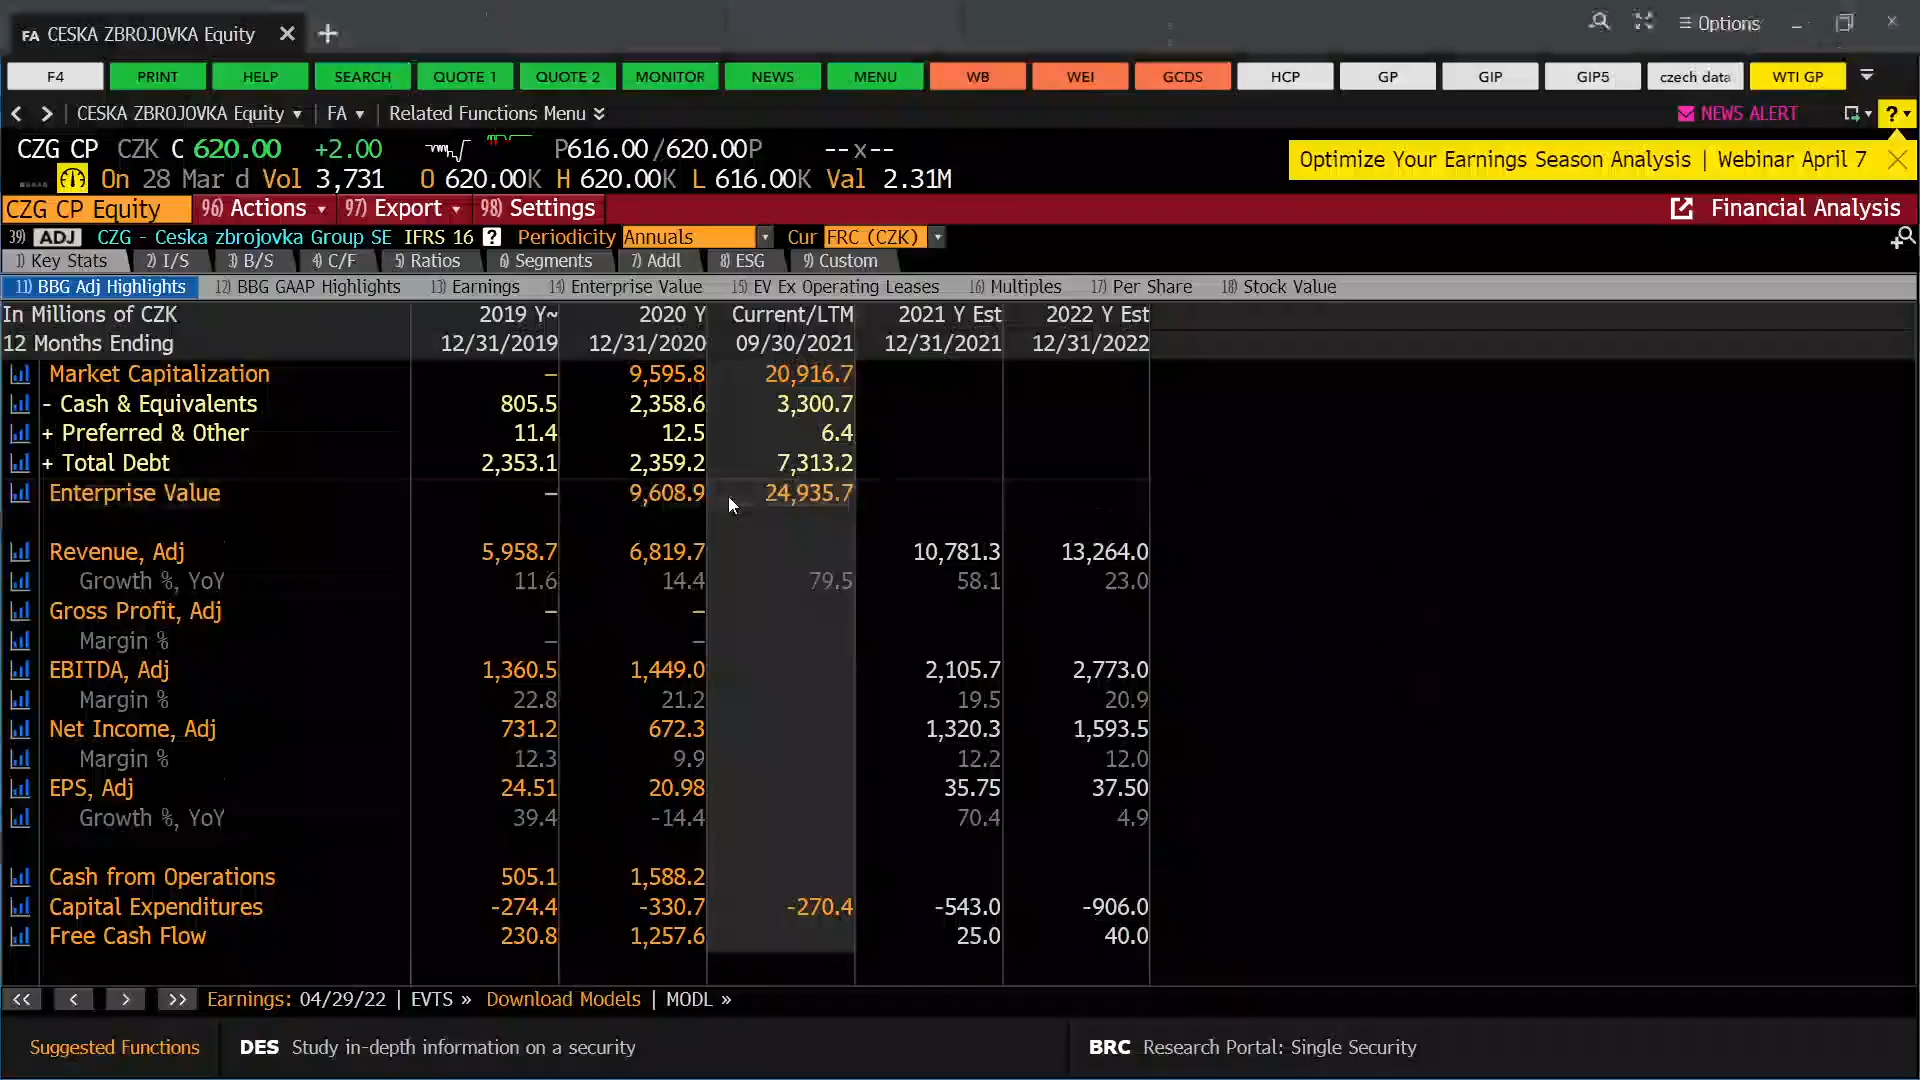 FA CESKA ZBROJOVKA Equity × +
Options
F4 PRINT HELP SEARCH QUOTE 1 QUOTE 2 MONITOR NEWS MENU WB WEI GCDS HCP GP GIP GIP5 czech data WTI GP
< > CESKA ZBROJOVKA Equity FA Related Functions Menu NEWS ALERT ?
CZG CP CZK C 620.00 +2.00 P616.00/620.00P --x--
Optimize Your Earnings Season Analysis | Webinar April 7
On 28 Mar d Vol 3,731 O 620.00K H 620.00K L 616.00K Val 2.31M
CZG CP Equity 96) Actions 97) Export 98) Settings Financial Analysis
39) ADJ CZG - Ceska zbrojovka Group SE IFRS 16 ? Periodicity Annuals Cur FRC (CZK)
1) Key Stats 2) I/S 3) B/S 4) C/F 5) Ratios 6) Segments 7) Addl 8) ESG 9) Custom
11) BBG Adj Highlights 12) BBG GAAP Highlights 13) Earnings 14) Enterprise Value 15) EV Ex Operating Leases 16) Multiples 17) Per Share 18) Stock Value
In Millions of CZK 2019 Y~ 2020 Y Current/LTM 2021 Y Est 2022 Y Est
12 Months Ending 12/31/2019 12/31/2020 09/30/2021 12/31/2021 12/31/2022
Market Capitalization — 9,595.8 20,916.7
- Cash & Equivalents 805.5 2,358.6 3,300.7
+ Preferred & Other 11.4 12.5 6.4
+ Total Debt 2,353.1 2,359.2 7,313.2
Enterprise Value — 9,608.9 24,935.7
Revenue, Adj 5,958.7 6,819.7 10,781.3 13,264.0
Growth %, YoY 11.6 14.4 79.5 58.1 23.0
Gross Profit, Adj — —
Margin % — —
EBITDA, Adj 1,360.5 1,449.0 2,105.7 2,773.0
Margin % 22.8 21.2 19.5 20.9
Net Income, Adj 731.2 672.3 1,320.3 1,593.5
Margin % 12.3 9.9 12.2 12.0
EPS, Adj 24.51 20.98 35.75 37.50
Growth %, YoY 39.4 -14.4 70.4 4.9
Cash from Operations 505.1 1,588.2
Capital Expenditures -274.4 -330.7 -270.4 -543.0 -906.0
Free Cash Flow 230.8 1,257.6 25.0 40.0
<< < > >> Earnings: 04/29/22 | EVTS » Download Models | MODL »
Suggested Functions DES Study in-depth information on a security BRC Research Portal: Single Security